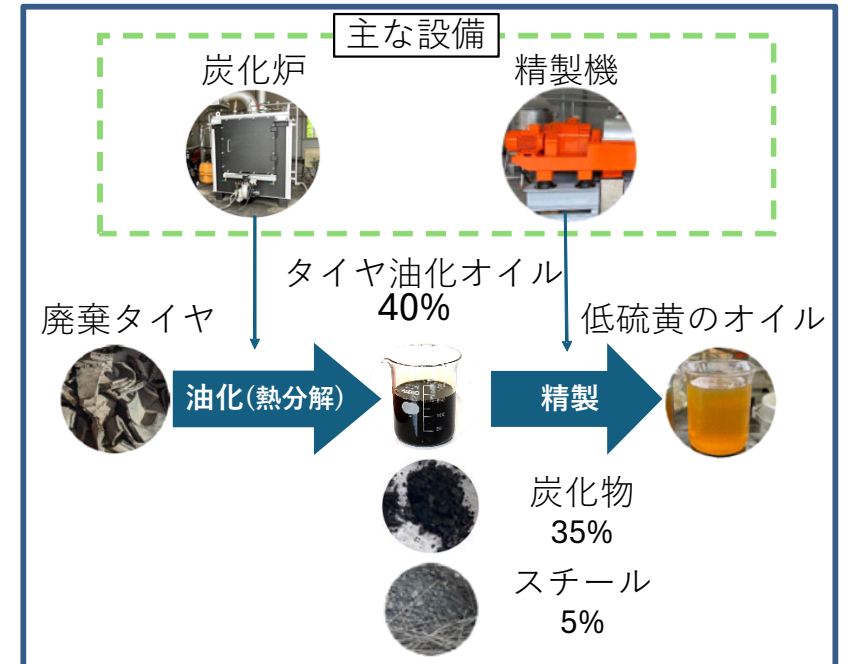 主な設備
炭化炉
精製機
タイヤ油化オイル
40%
廃棄タイヤ
低硫黄のオイル
油化(熱分解)
精製
炭化物
35%
スチール
5%